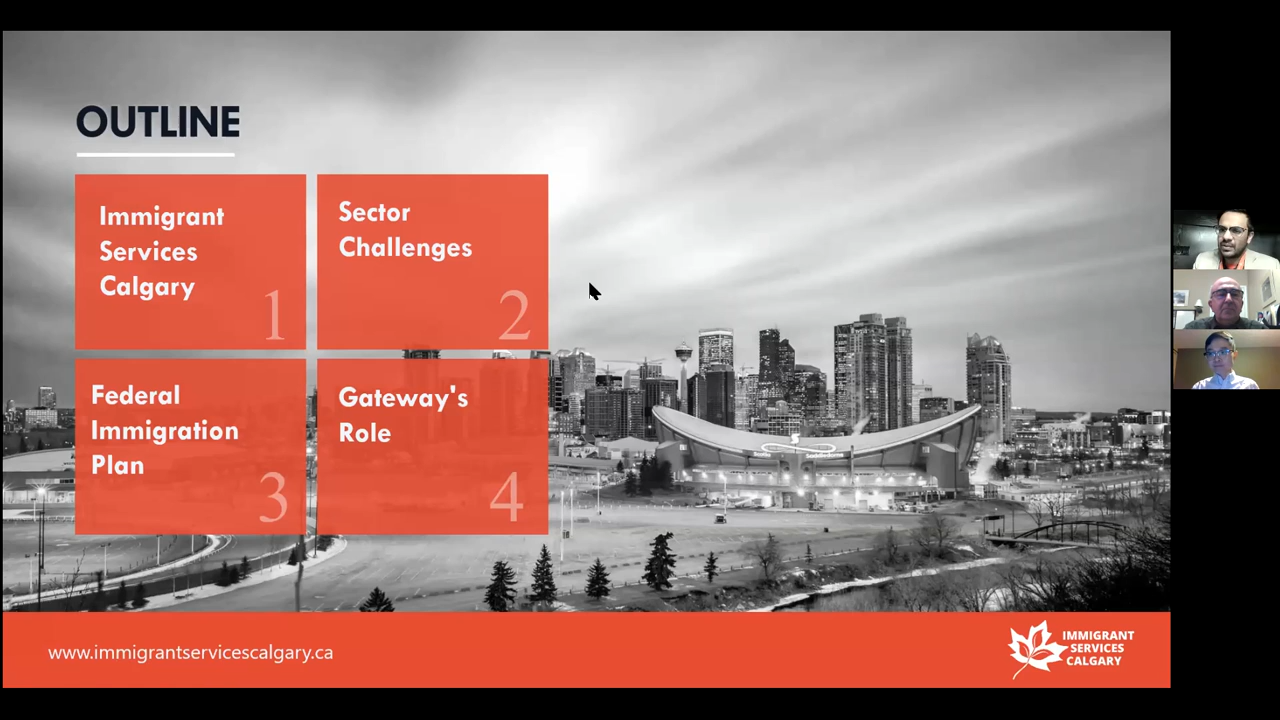 OUTLINE
Immigrant
Services
Calgary
1
Sector
Challenges
2
Federal
Immigration
Plan
3
Gateway's
Role
4
www.immigrantservicescalgary.ca
IMMIGRANT
SERVICES
CALGARY